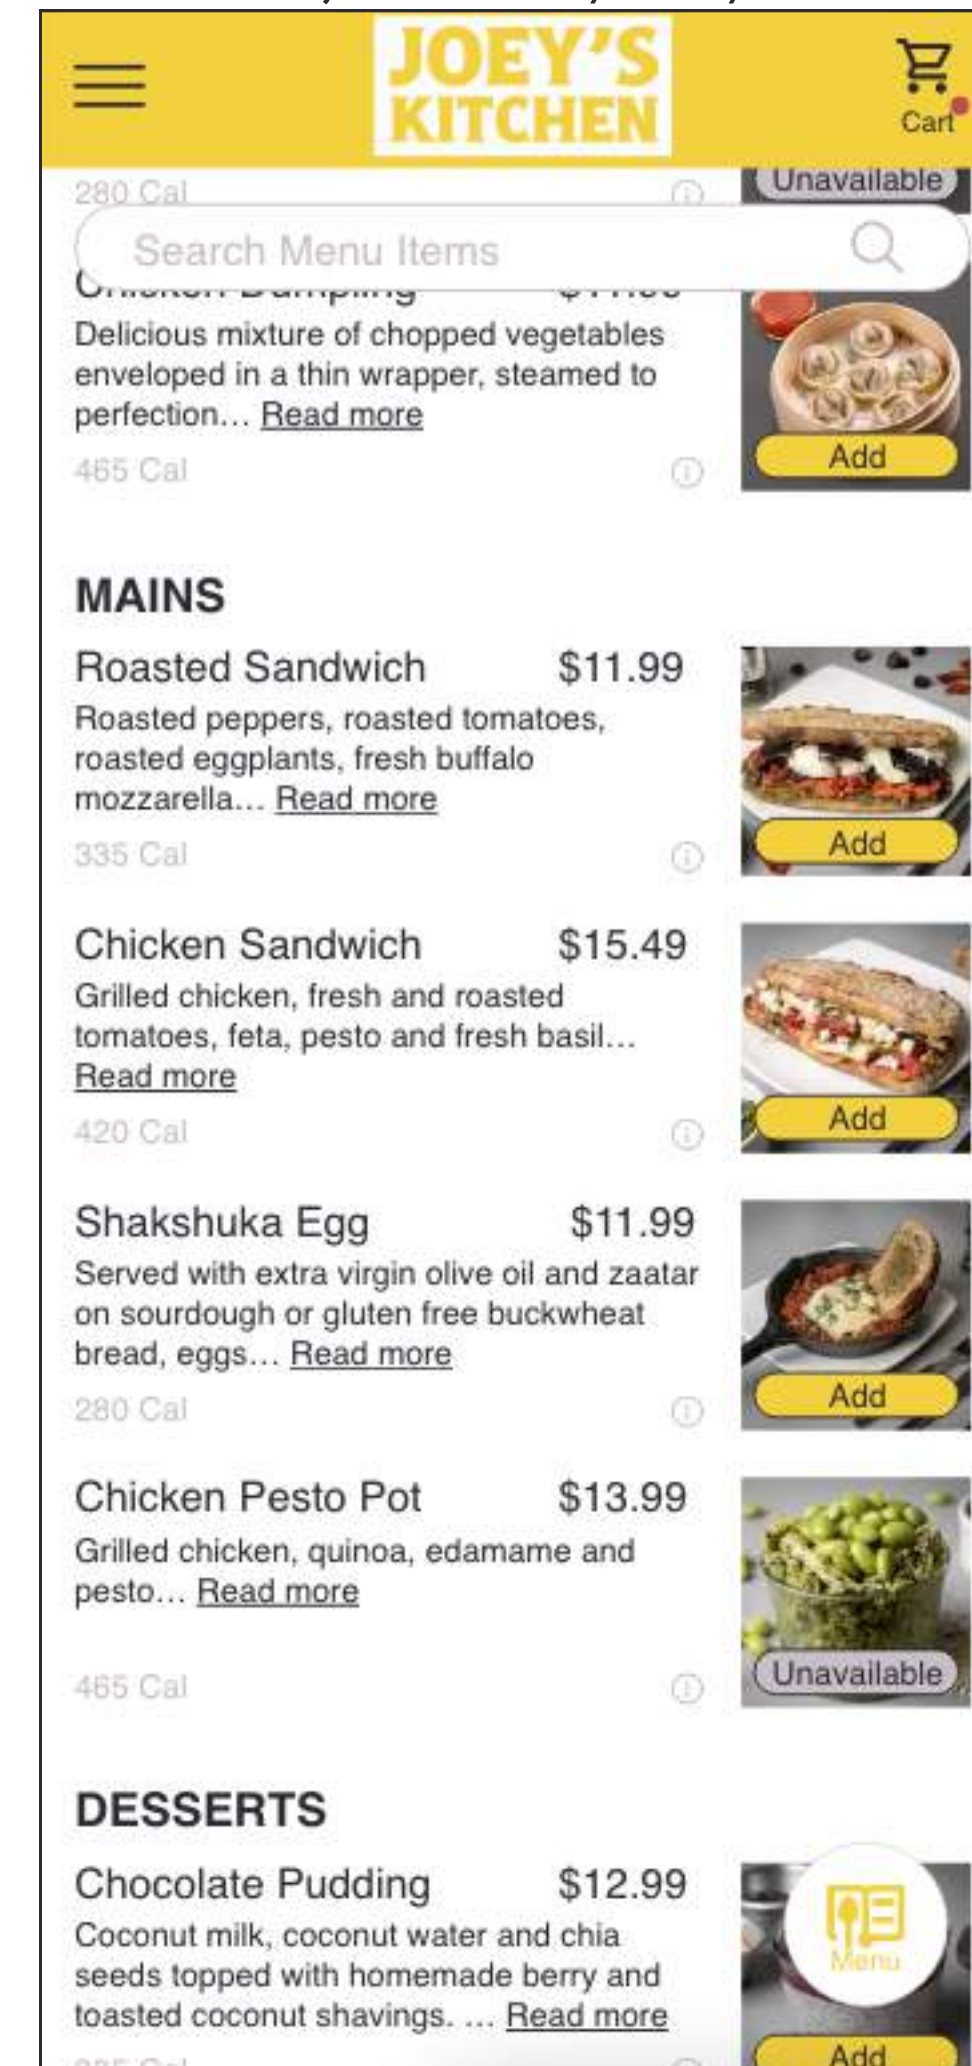 JOEY'S
KITCHEN
Cart
280 Cal
Unavailable
Search Menu Items
Chicken Dumpling
Delicious mixture of chopped vegetables
enveloped in a thin wrapper, steamed to
perfection... Read more
Add
465 Cal
MAINS
Roasted Sandwich $11.99
Roasted peppers, roasted tomatoes,
roasted eggplants, fresh buffalo
mozzarella... Read more
Add
335 Cal
Chicken Sandwich $15.49
Grilled chicken, fresh and roasted
tomatoes, feta, pesto and fresh basil...
Read more
Add
420 Cal
Shakshuka Egg $11.99
Served with extra virgin olive oil and zaatar
on sourdough or gluten free buckwheat
bread, eggs... Read more
Add
280 Cal
Chicken Pesto Pot $13.99
Grilled chicken, quinoa, edamame and
pesto... Read more
Unavailable
465 Cal
DESSERTS
Chocolate Pudding $12.99
Coconut milk, coconut water and chia
seeds topped with homemade berry and
toasted coconut shavings. ... Read more
Menu
Add